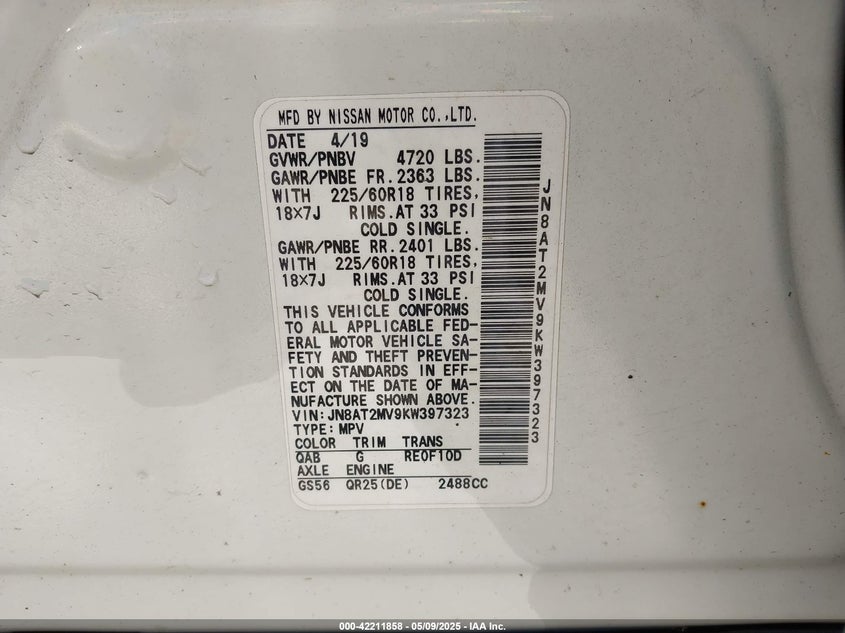 MFD BY NISSAN MOTOR CO.,LTD.
DATE 4/19
GVWR/PNBV 4720 LBS.
GAWR/PNBE FR. 2363 LBS.
WITH 225/60R18 TIRES,
18×7J RIMS. AT 33 PSI
COLD SINGLE.
GAWR/PNBE RR. 2401 LBS.
WITH 225/60R18 TIRES,
18×7J RIMS. AT 33 PSI
COLD SINGLE.
THIS VEHICLE CONFORMS
TO ALL APPLICABLE FED-
ERAL MOTOR VEHICLE SA-
FETY AND THEFT PREVEN-
TION STANDARDS IN EFF-
ECT ON THE DATE OF MA-
NUFACTURE SHOWN ABOVE.
VIN: JN8AT2MV9KW397323
TYPE: MPV
COLOR TRIM TRANS
QAB G RE0F10D
AXLE ENGINE
GS56 QR25(DE) 2488CC
JN8AT2MV9KW397323
000-42211858 - 05/09/2025 - IAA Inc.